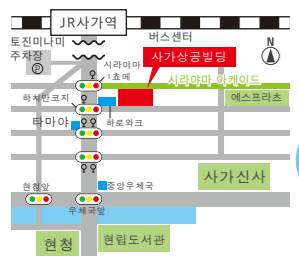 JR사가역
토진미나미
주차장
P
버스센터
N
시라야마
1쵸메
사가상공빌딩
시라야마 아케이드
에스프라츠
하치만코지
타마야
하로와크
사가신사
현청앞
중앙우체국
우체국앞
현청
현립도서관